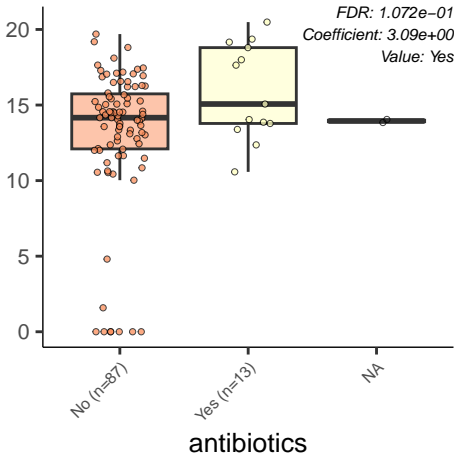 FDR: 1.072e−01
Coefficient: 3.09e+00
Value: Yes
20
15
10
5
0
No (n=87)
Yes (n=13)
NA
antibiotics